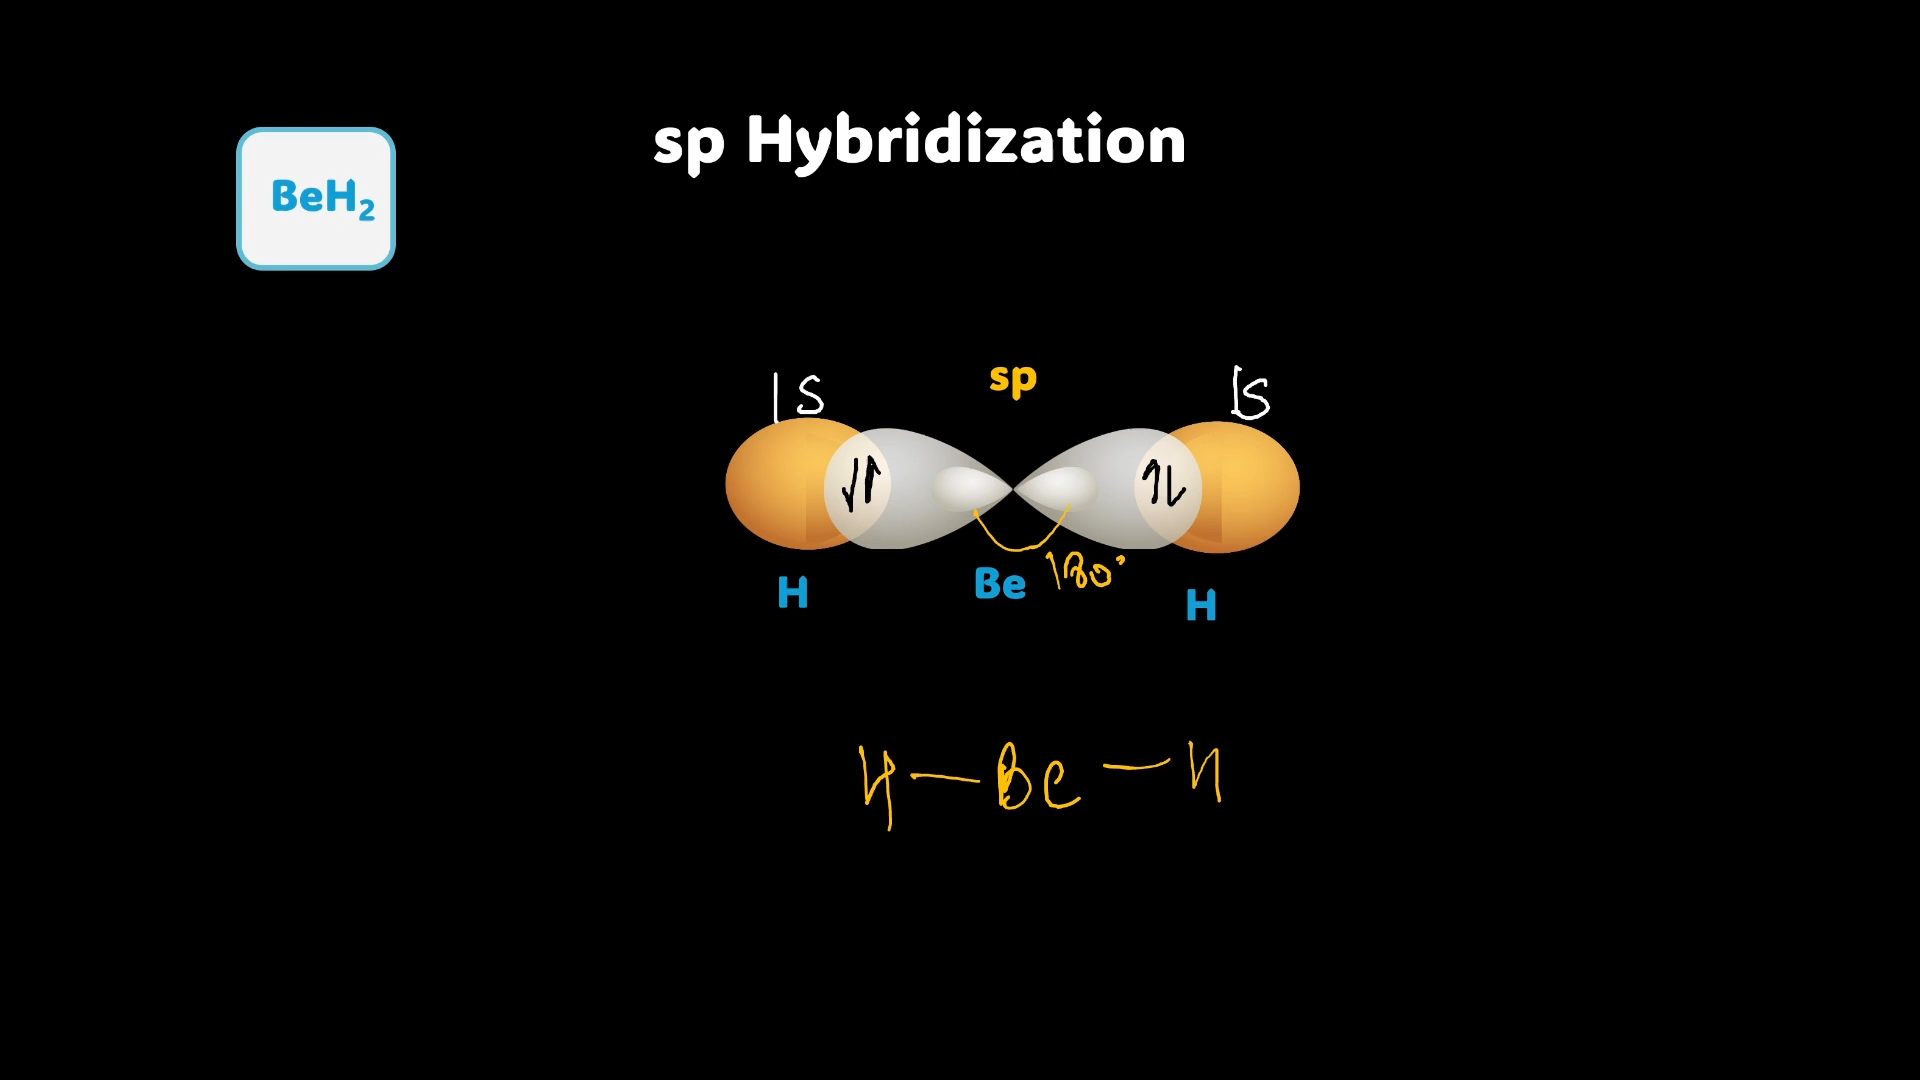 sp Hybridization
BeH₂
1S
sp
1S
H
Be
180°
H
H — Be — H